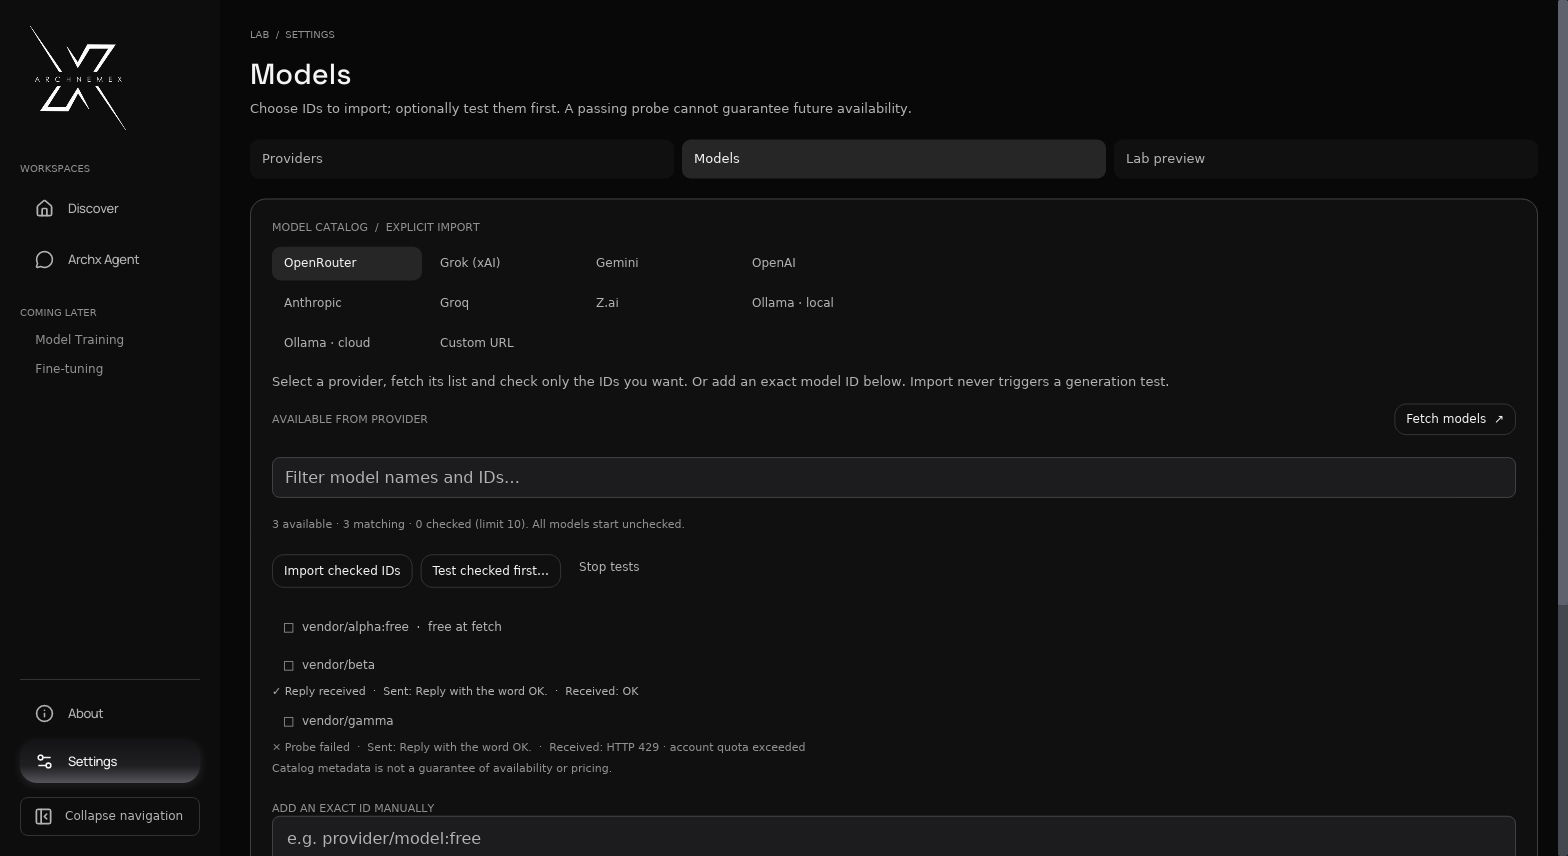 ARCHNEMEX
WORKSPACES
Discover
Archx Agent
COMING LATER
Model Training
Fine-tuning
About
Settings
Collapse navigation
LAB / SETTINGS
Models
Choose IDs to import; optionally test them first. A passing probe cannot guarantee future availability.
Providers
Models
Lab preview
MODEL CATALOG / EXPLICIT IMPORT
OpenRouter
Grok (xAI)
Gemini
OpenAI
Anthropic
Groq
Z.ai
Ollama · local
Ollama · cloud
Custom URL
Select a provider, fetch its list and check only the IDs you want. Or add an exact model ID below. Import never triggers a generation test.
AVAILABLE FROM PROVIDER
Fetch models ↗
Filter model names and IDs…
3 available · 3 matching · 0 checked (limit 10). All models start unchecked.
Import checked IDs
Test checked first…
Stop tests
□ vendor/alpha:free · free at fetch
□ vendor/beta
✓ Reply received · Sent: Reply with the word OK. · Received: OK
□ vendor/gamma
× Probe failed · Sent: Reply with the word OK. · Received: HTTP 429 · account quota exceeded
Catalog metadata is not a guarantee of availability or pricing.
ADD AN EXACT ID MANUALLY
e.g. provider/model:free